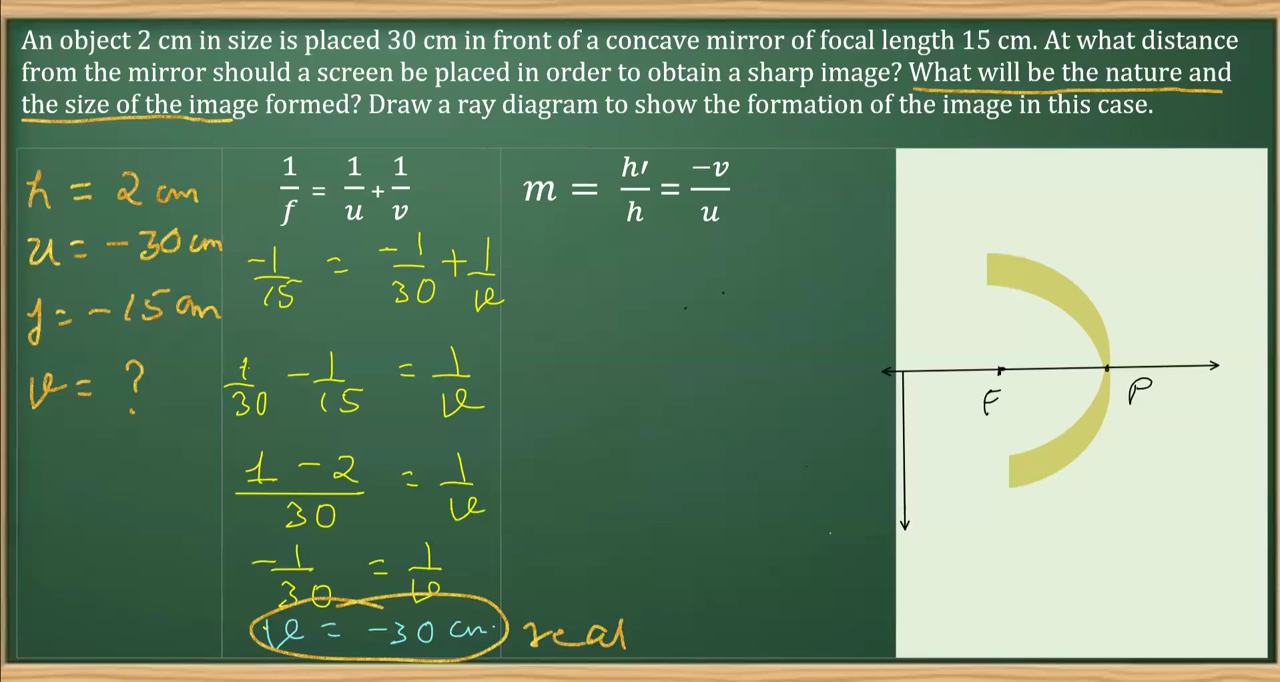 An object 2 cm in size is placed 30 cm in front of a concave mirror of focal length 15 cm. At what distance
from the mirror should a screen be placed in order to obtain a sharp image? What will be the nature and
the size of the image formed? Draw a ray diagram to show the formation of the image in this case.
h = 2 cm
u = -30 cm
f = -15 cm
v = ?
1/f = 1/u + 1/v
-1/15 = -1/30 + 1/v
1/30 - 1/15 = 1/v
1 - 2/30 = 1/v
-1/30 = 1/v
v = -30 cm. real
m = h′/h = -v/u
F P